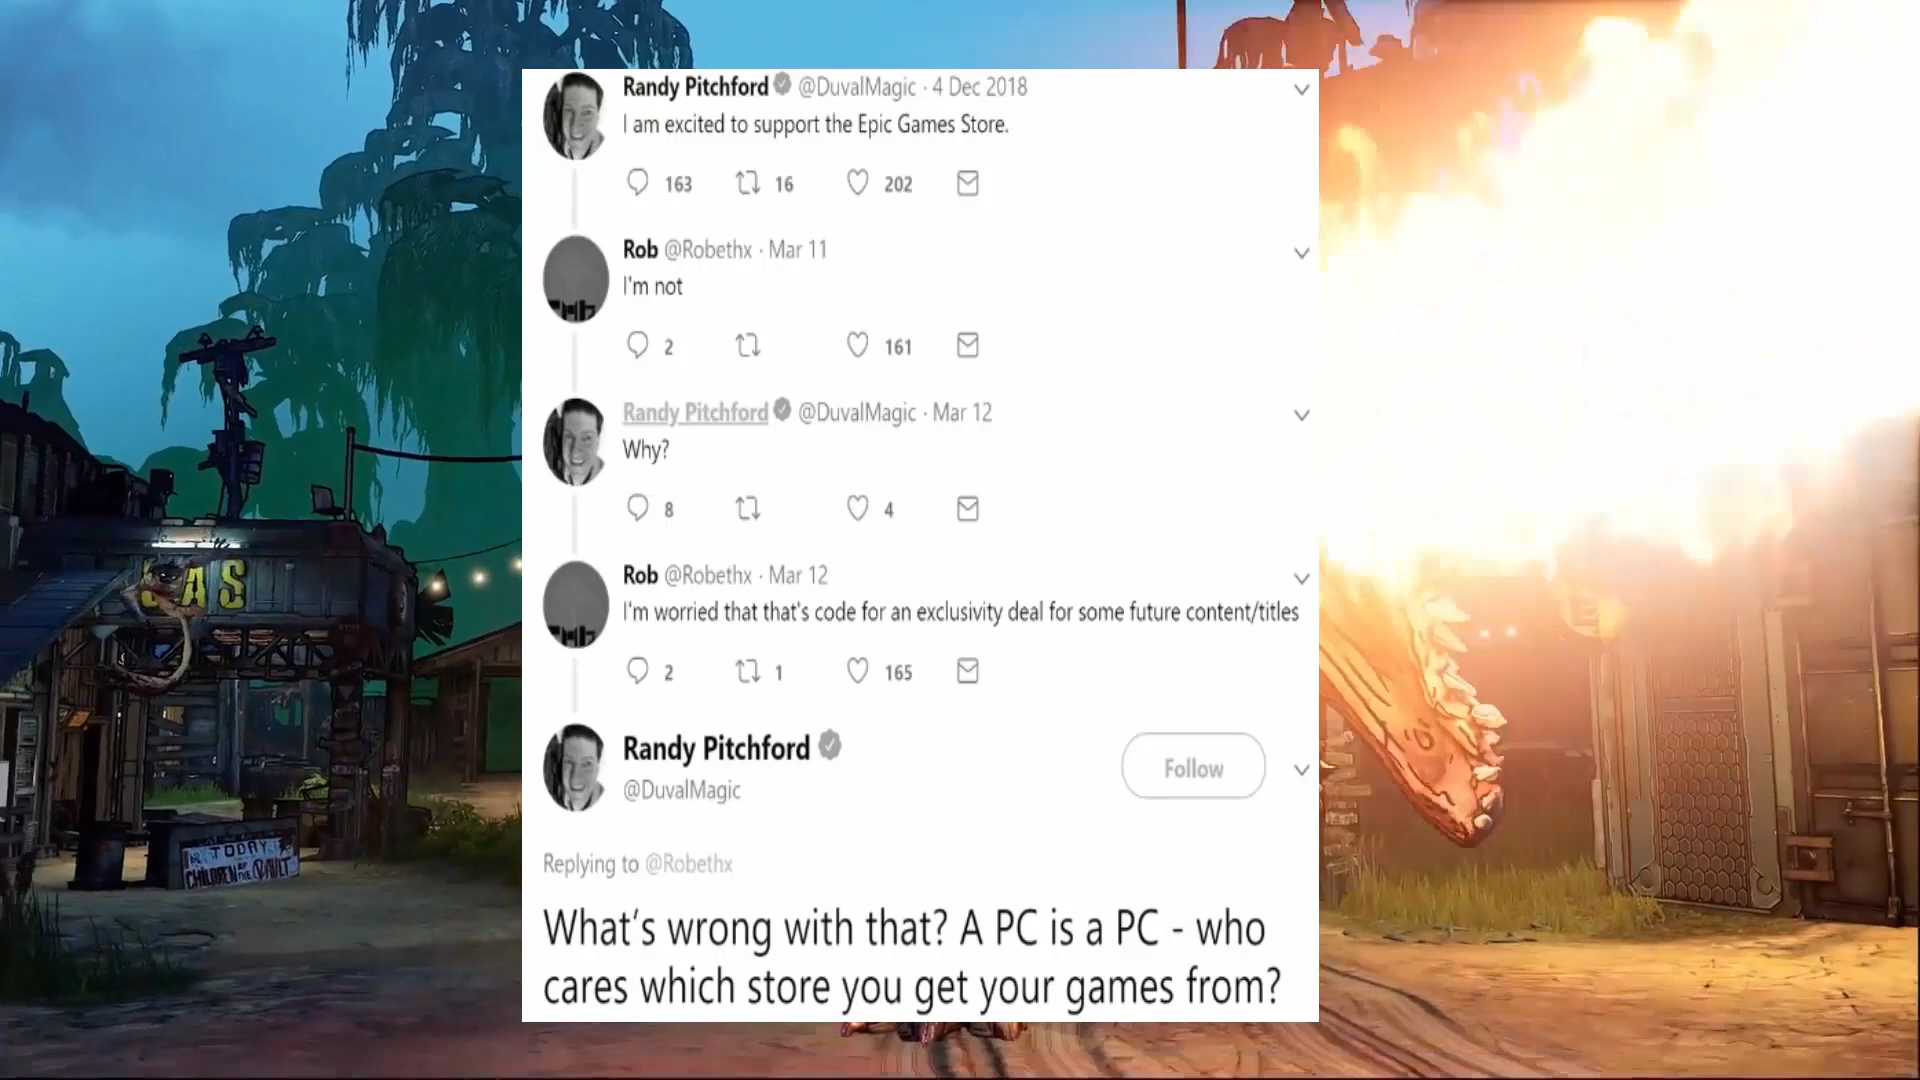 Randy Pitchford @DuvalMagic · 4 Dec 2018
I am excited to support the Epic Games Store.
163 16 202
Rob @Robethx · Mar 11
I'm not
2 161
Randy Pitchford @DuvalMagic · Mar 12
Why?
8 4
Rob @Robethx · Mar 12
I'm worried that that's code for an exclusivity deal for some future content/titles
2 1 165
Randy Pitchford
@DuvalMagic
Follow
Replying to @Robethx
What's wrong with that? A PC is a PC - who
cares which store you get your games from?
GAS
TODAY
CHILDREN OF THE VAULT